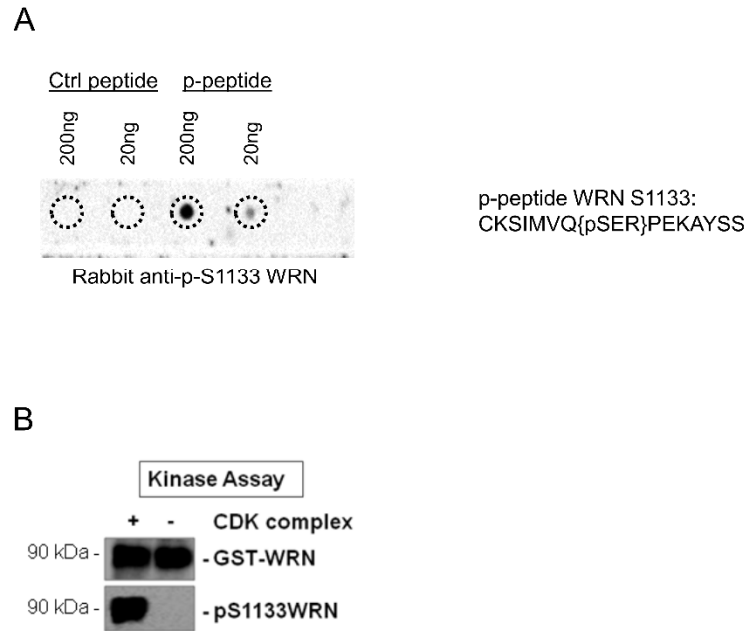 A
Ctrl peptide p-peptide
200ng 20ng 200ng 20ng
p-peptide WRN S1133:
CKSIMVQ{pSER}PEKAYSS
Rabbit anti-p-S1133 WRN
B
Kinase Assay
+ - CDK complex
90 kDa - - GST-WRN
90 kDa - - pS1133WRN